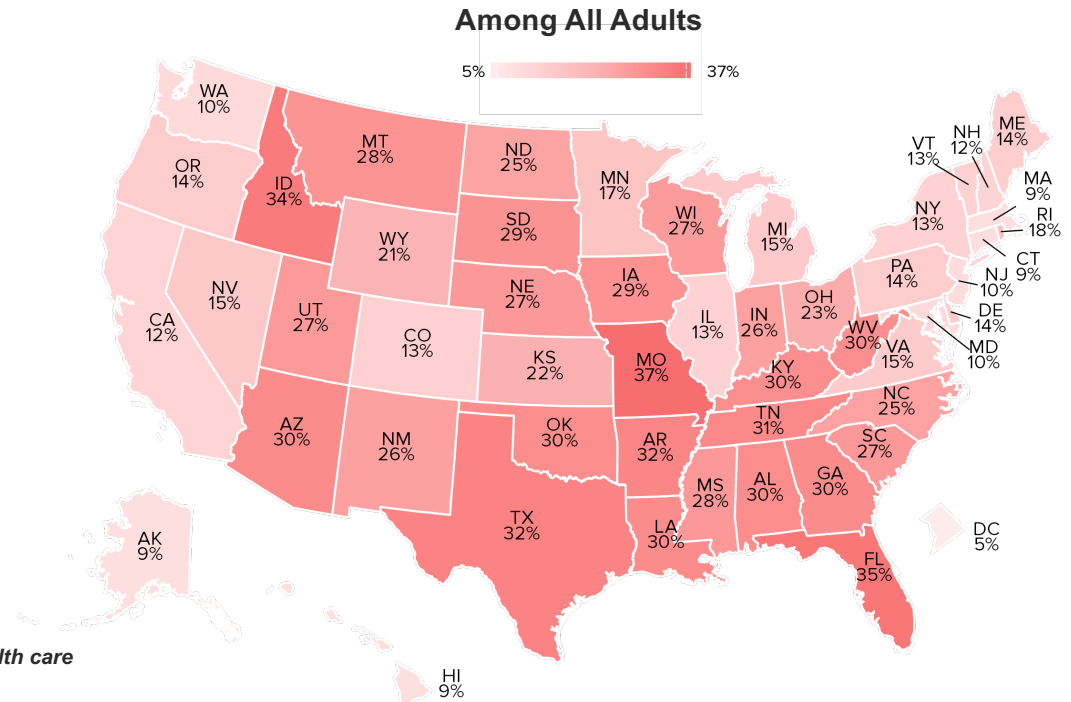 Among All Adults
5%
37%
WA
10%
OR
14%
ID
34%
MT
28%
ND
25%
MN
17%
SD
29%
WI
27%
MI
15%
WY
21%
NE
27%
IA
29%
NV
15%
UT
27%
CO
13%
CA
12%
KS
22%
MO
37%
IL
13%
IN
26%
OH
23%
KY
30%
WV
30%
VA
15%
PA
14%
NY
13%
VT
13%
NH
12%
ME
14%
MA
9%
RI
18%
CT
9%
NJ
10%
DE
14%
MD
10%
AZ
30%
NM
26%
OK
30%
AR
32%
TN
31%
NC
25%
SC
27%
MS
28%
AL
30%
GA
30%
TX
32%
LA
30%
FL
35%
DC
5%
AK
9%
HI
9%
lth care